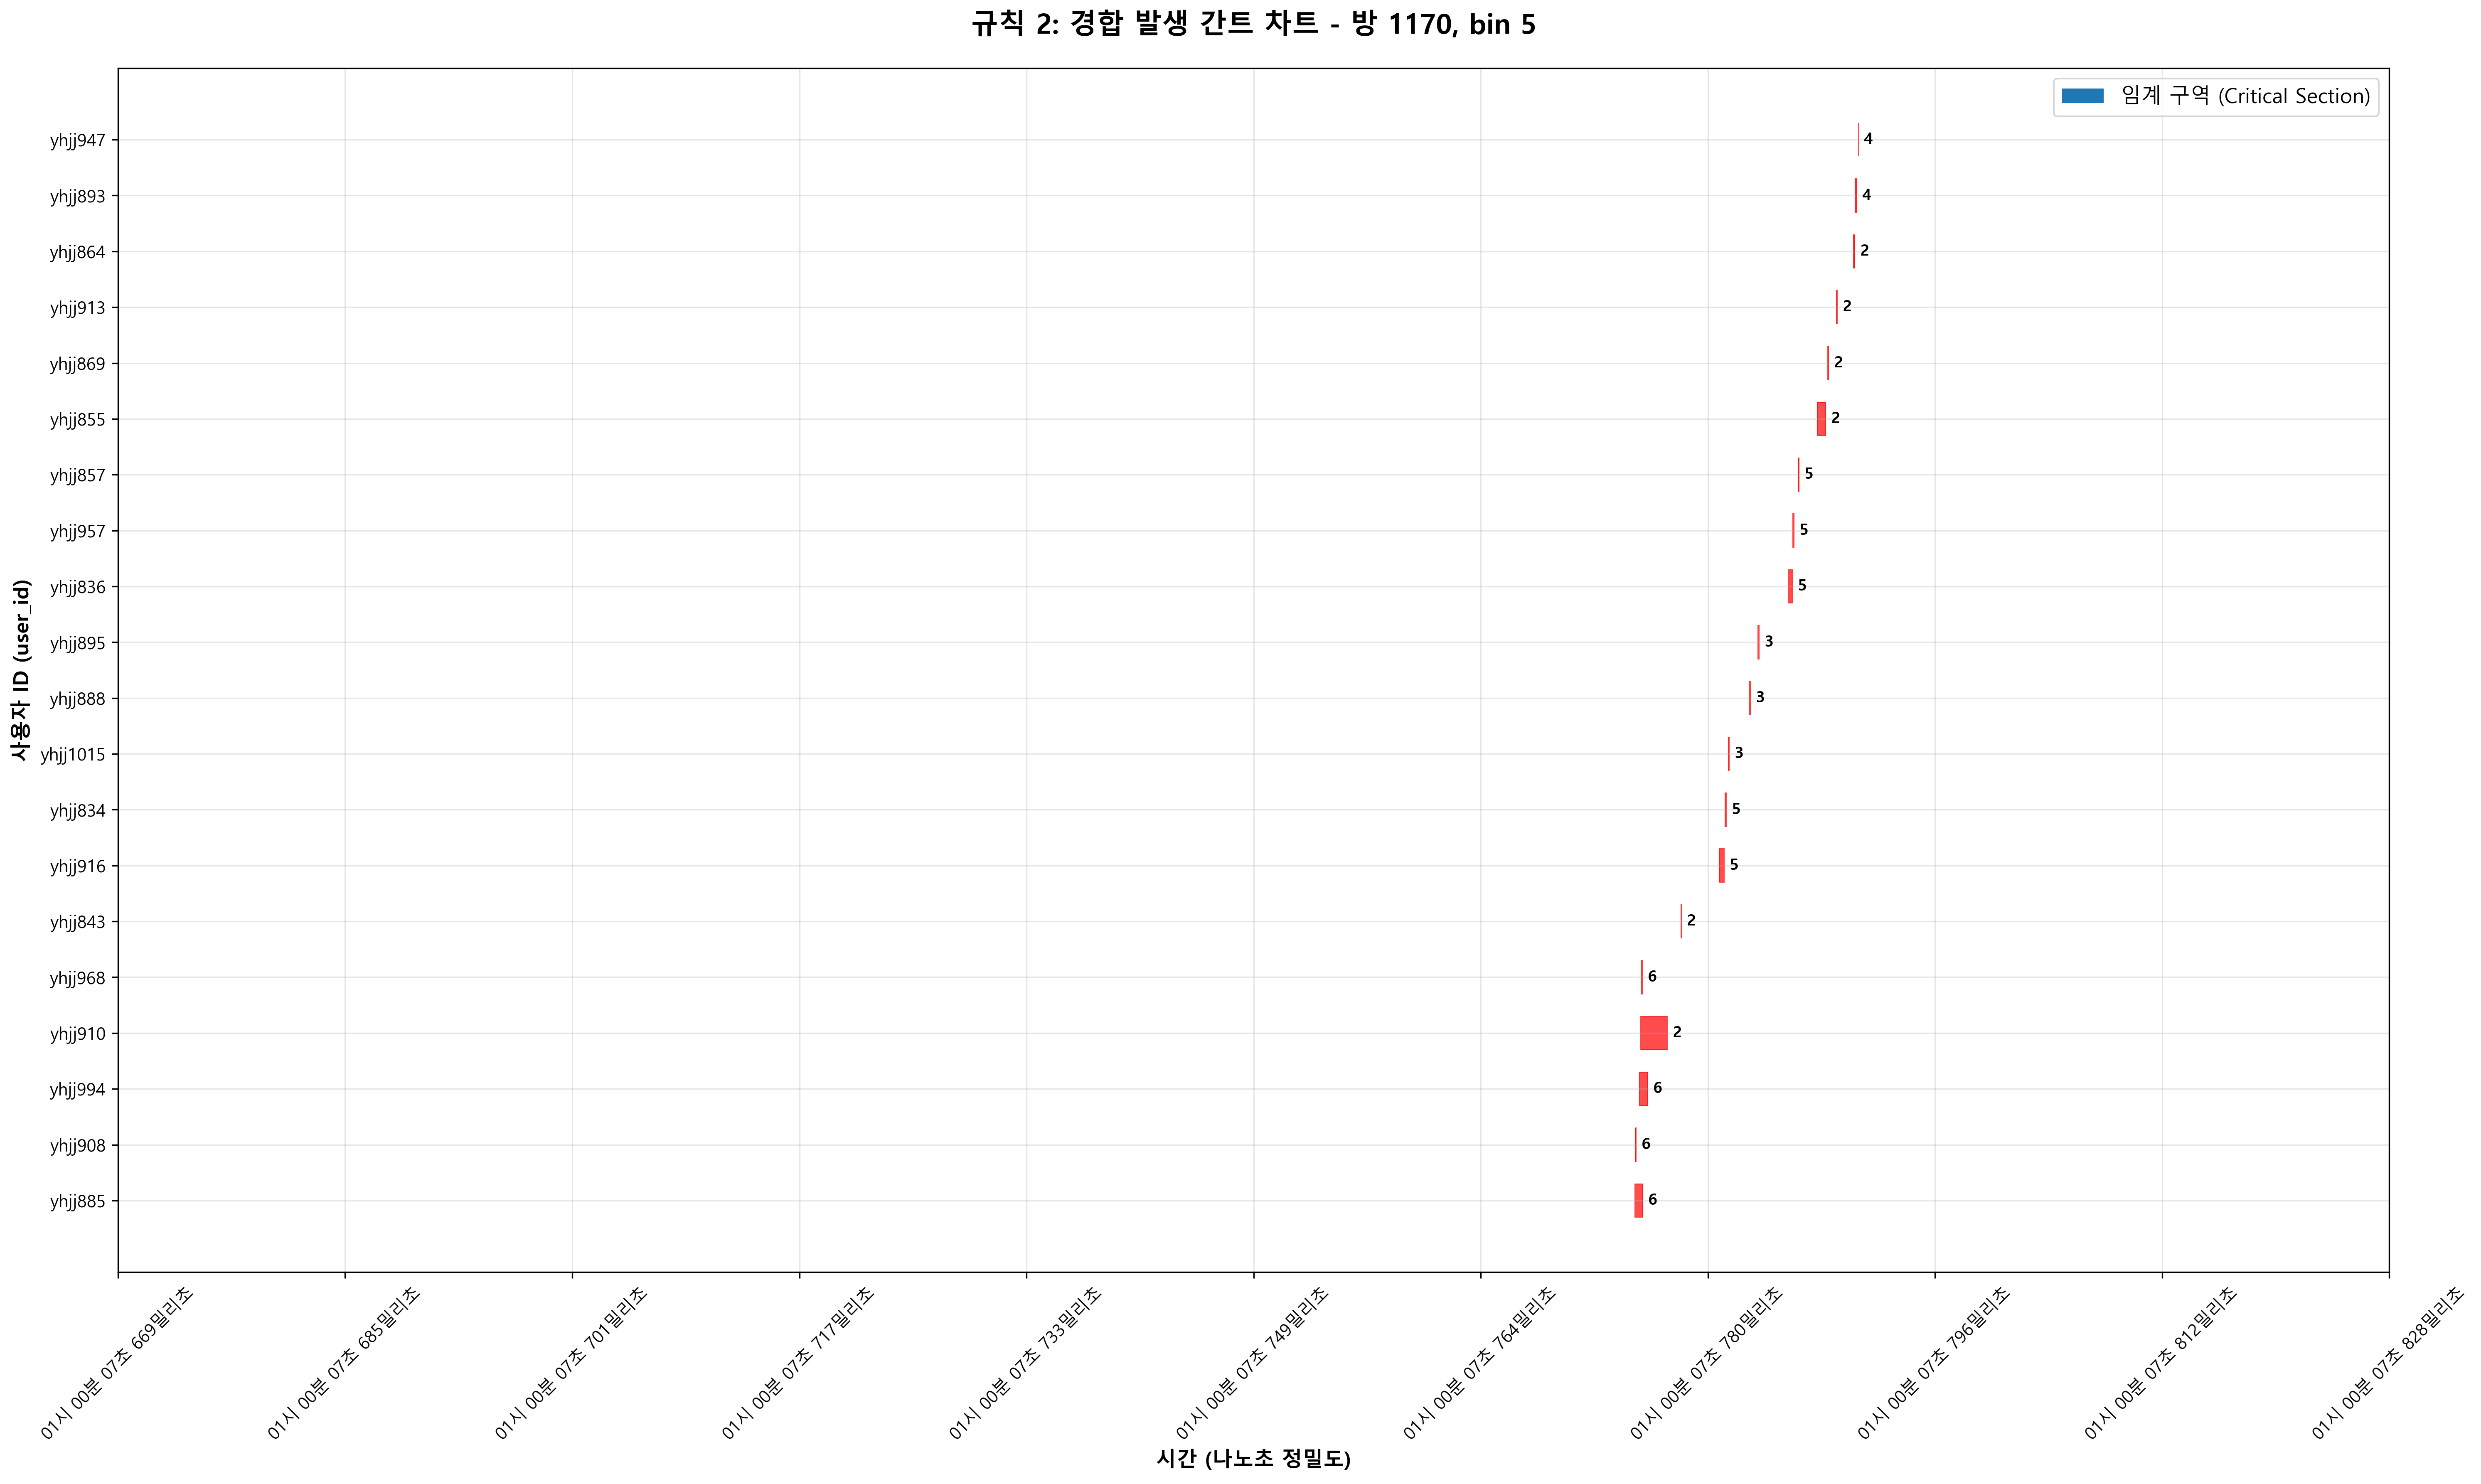 규칙 2: 경합 발생 간트 차트 - 방 1170, bin 5
임계 구역 (Critical Section)
사용자 ID (user_id)
yhjj947 4
yhjj893 4
yhjj864 2
yhjj913 2
yhjj869 2
yhjj855 2
yhjj857 5
yhjj957 5
yhjj836 5
yhjj895 3
yhjj888 3
yhjj1015 3
yhjj834 5
yhjj916 5
yhjj843 2
yhjj968 6
yhjj910 2
yhjj994 6
yhjj908 6
yhjj885 6
01시 00분 07초 669밀리초
01시 00분 07초 685밀리초
01시 00분 07초 701밀리초
01시 00분 07초 717밀리초
01시 00분 07초 733밀리초
01시 00분 07초 749밀리초
01시 00분 07초 764밀리초
01시 00분 07초 780밀리초
01시 00분 07초 796밀리초
01시 00분 07초 812밀리초
01시 00분 07초 828밀리초
시간 (나노초 정밀도)